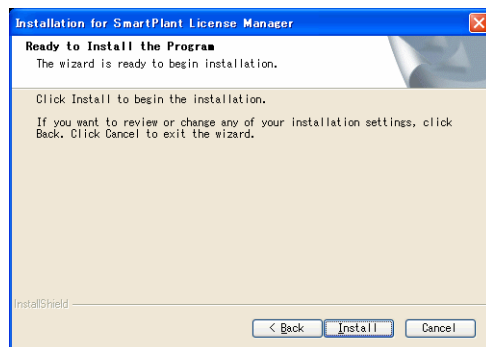 Installation for SmartPlant License Manager
Ready to Install the Program
The wizard is ready to begin installation.
Click Install to begin the installation.
If you want to review or change any of your installation settings, click
Back. Click Cancel to exit the wizard.
InstallShield
< Back Install Cancel